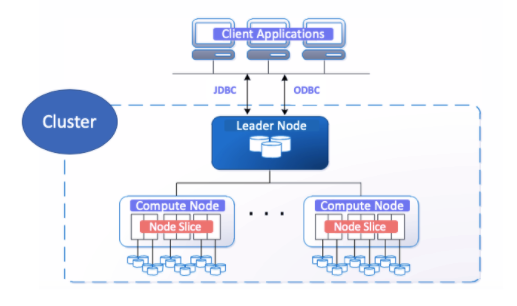 Client Applications
JDBC
ODBC
Cluster
Leader Node
Compute Node
Compute Node
Node Slice
Node Slice